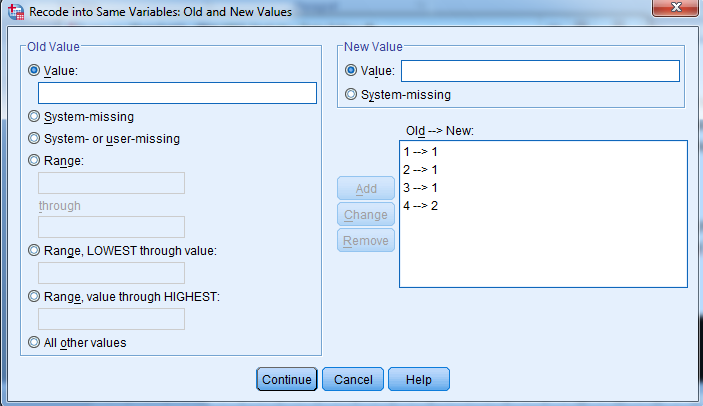 Recode into Same Variables: Old and New Values
Old Value
Value:
System-missing
System- or user-missing
Range:
through
Range, LOWEST through value:
Range, value through HIGHEST:
All other values
New Value
Value:
System-missing
Old --> New:
1 --> 1
2 --> 1
3 --> 1
4 --> 2
Add
Change
Remove
Continue
Cancel
Help